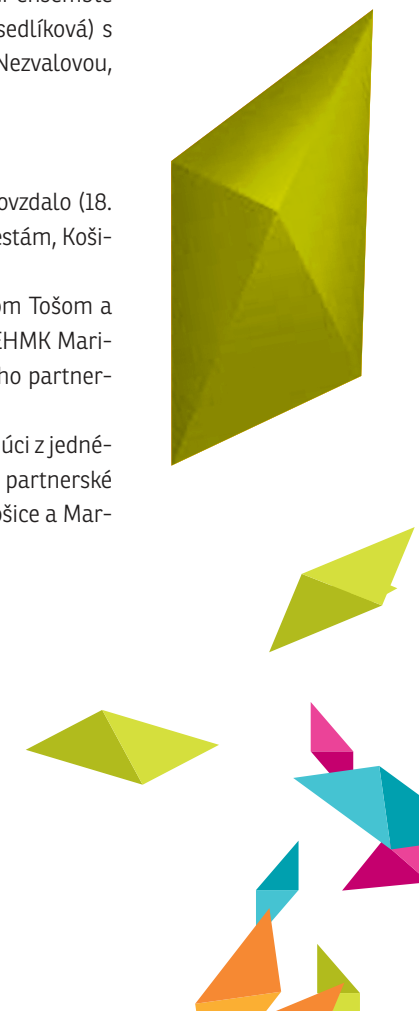 sedlíková) s
Nezvalovou,
ovzdalo (18.
estám, Koši-
om Tošom a
EHMK Mari-
ho partner-
úci z jedné-
partnerské
ošice a Mar-